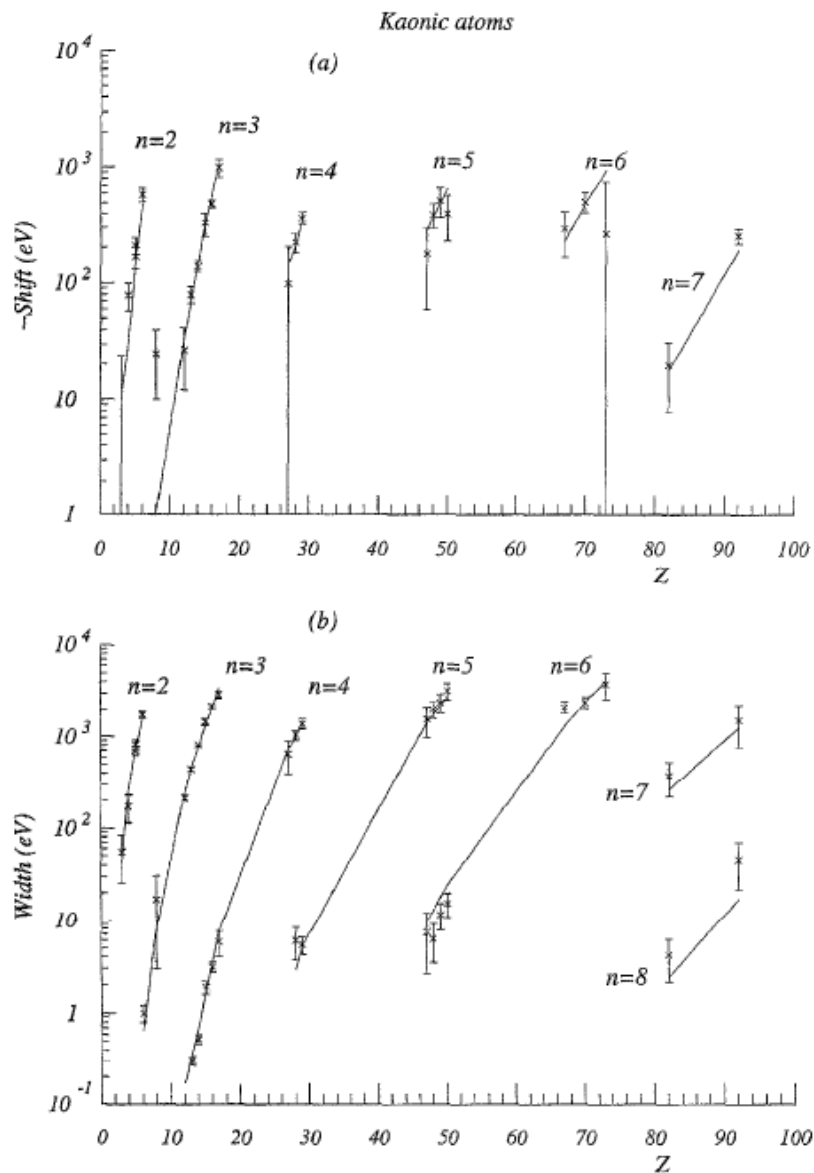 Kaonic atoms
(a)
10^4
10^3
10^2
10
1
−Shift (eV)
n=2
n=3
n=4
n=5
n=6
n=7
0 10 20 30 40 50 60 70 80 90 100
Z
(b)
10^4
10^3
10^2
10
1
10^-1
Width (eV)
n=2
n=3
n=4
n=5
n=6
n=7
n=8
0 10 20 30 40 50 60 70 80 90 100
Z